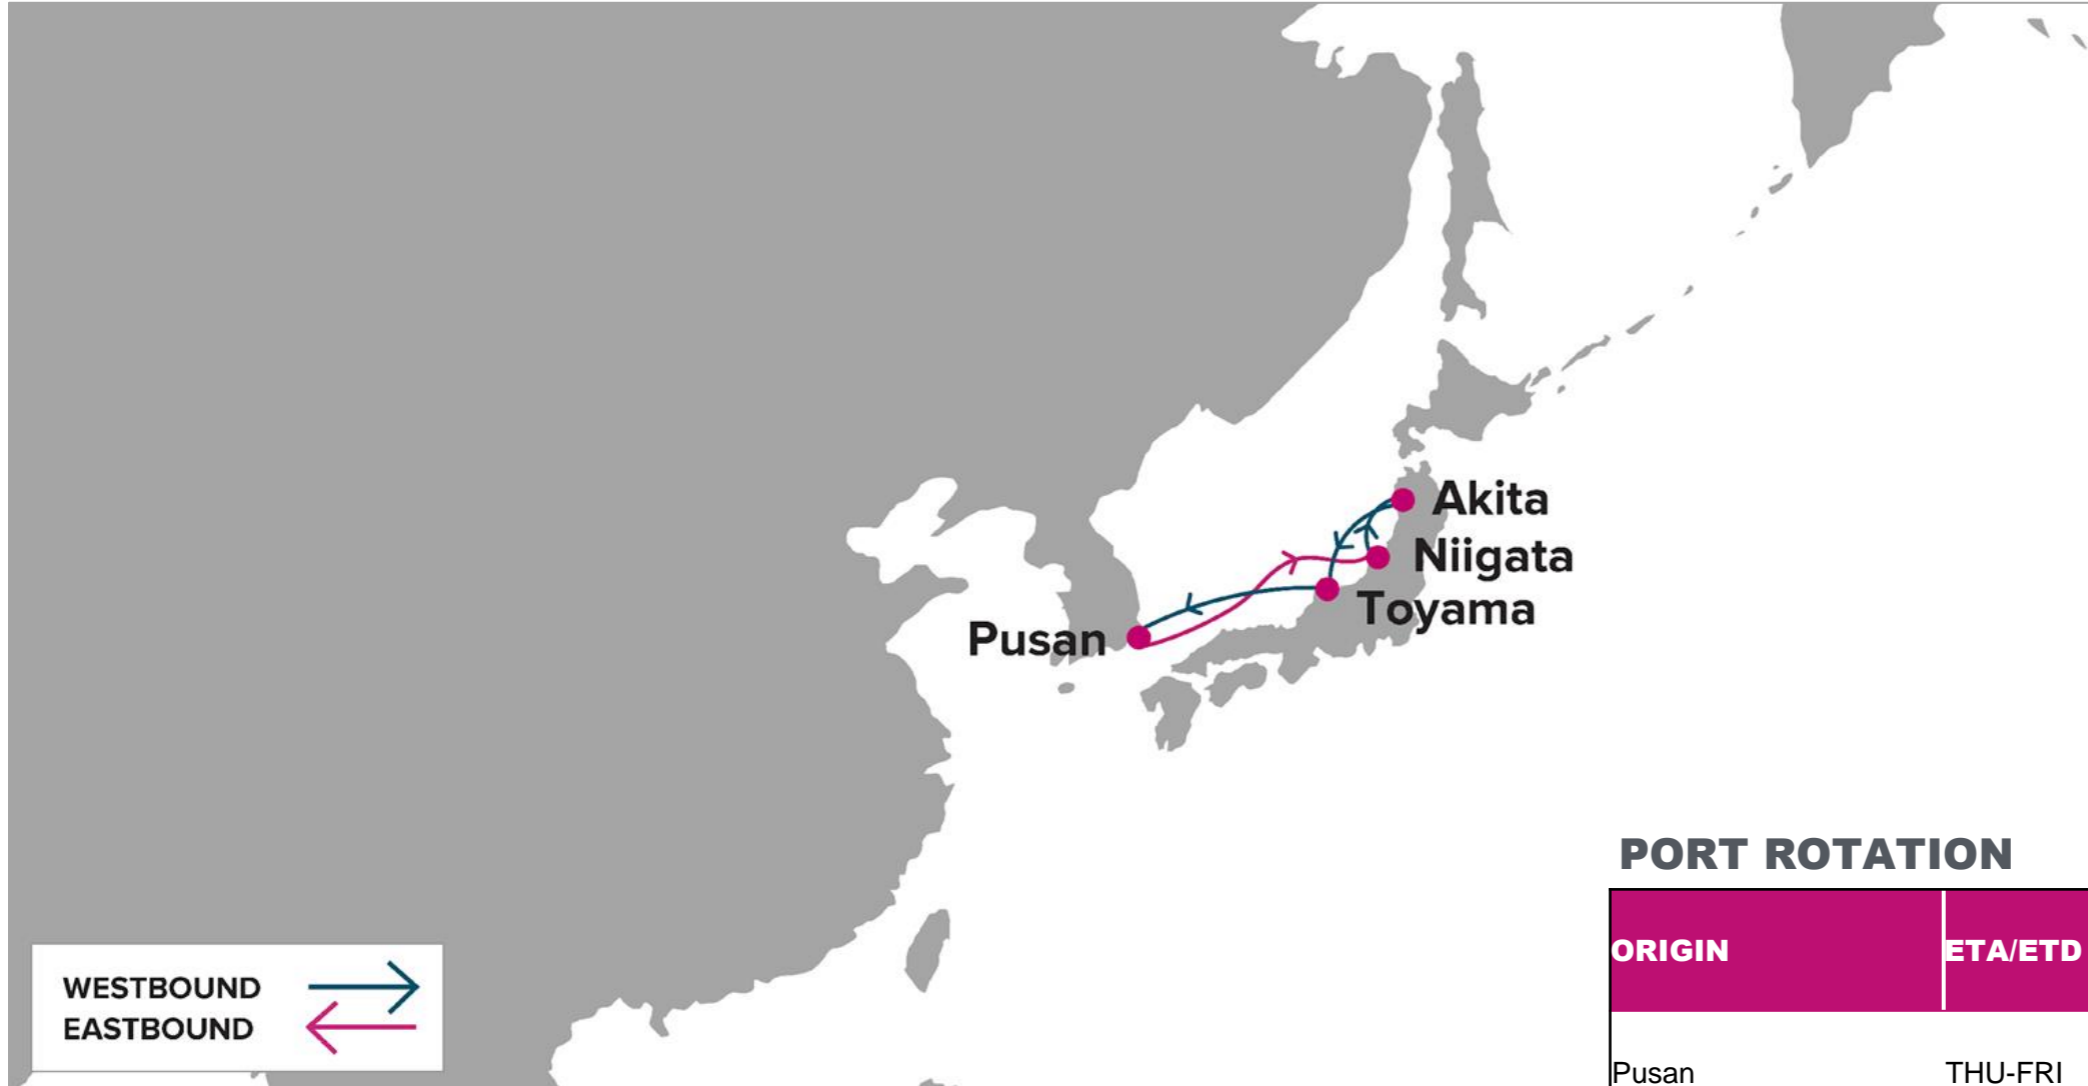 Akita
Niigata
Toyama
Pusan
PORT ROTATION
ORIGIN ETA/ETD
Pusan THU-FRI
WESTBOUND
EASTBOUND